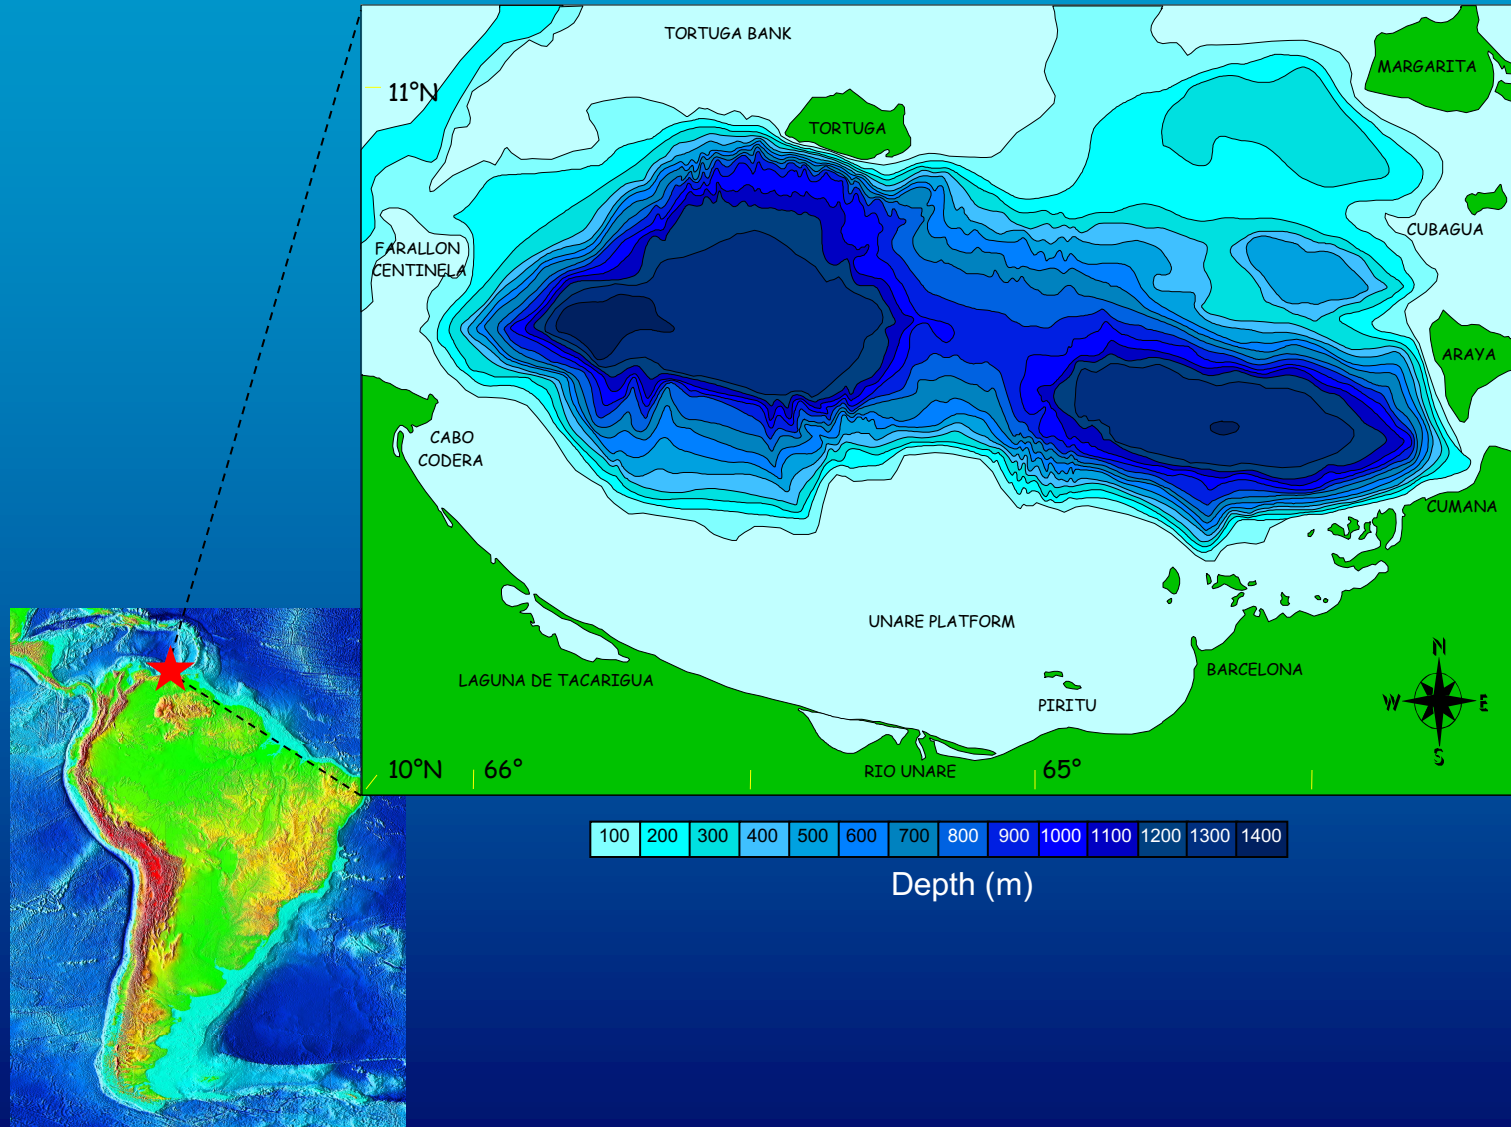 TORTUGA BANK
MARGARITA
11°N
TORTUGA
CUBAGUA
FARALLON
CENTINELA
ARAYA
CABO
CODERA
CUMANA
UNARE PLATFORM
LAGUNA DE TACARIGUA
BARCELONA
PIRITU
N
W E
S
10°N 66° RIO UNARE 65°
100 200 300 400 500 600 700 800 900 1000 1100 1200 1300 1400
Depth (m)